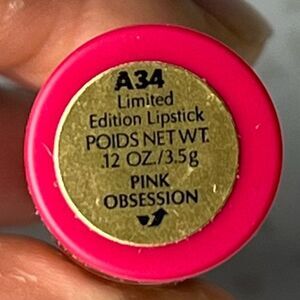 A34
Limited
Edition Lipstick
POIDS NET WT.
.12 OZ./3.5g
PINK
OBSESSION